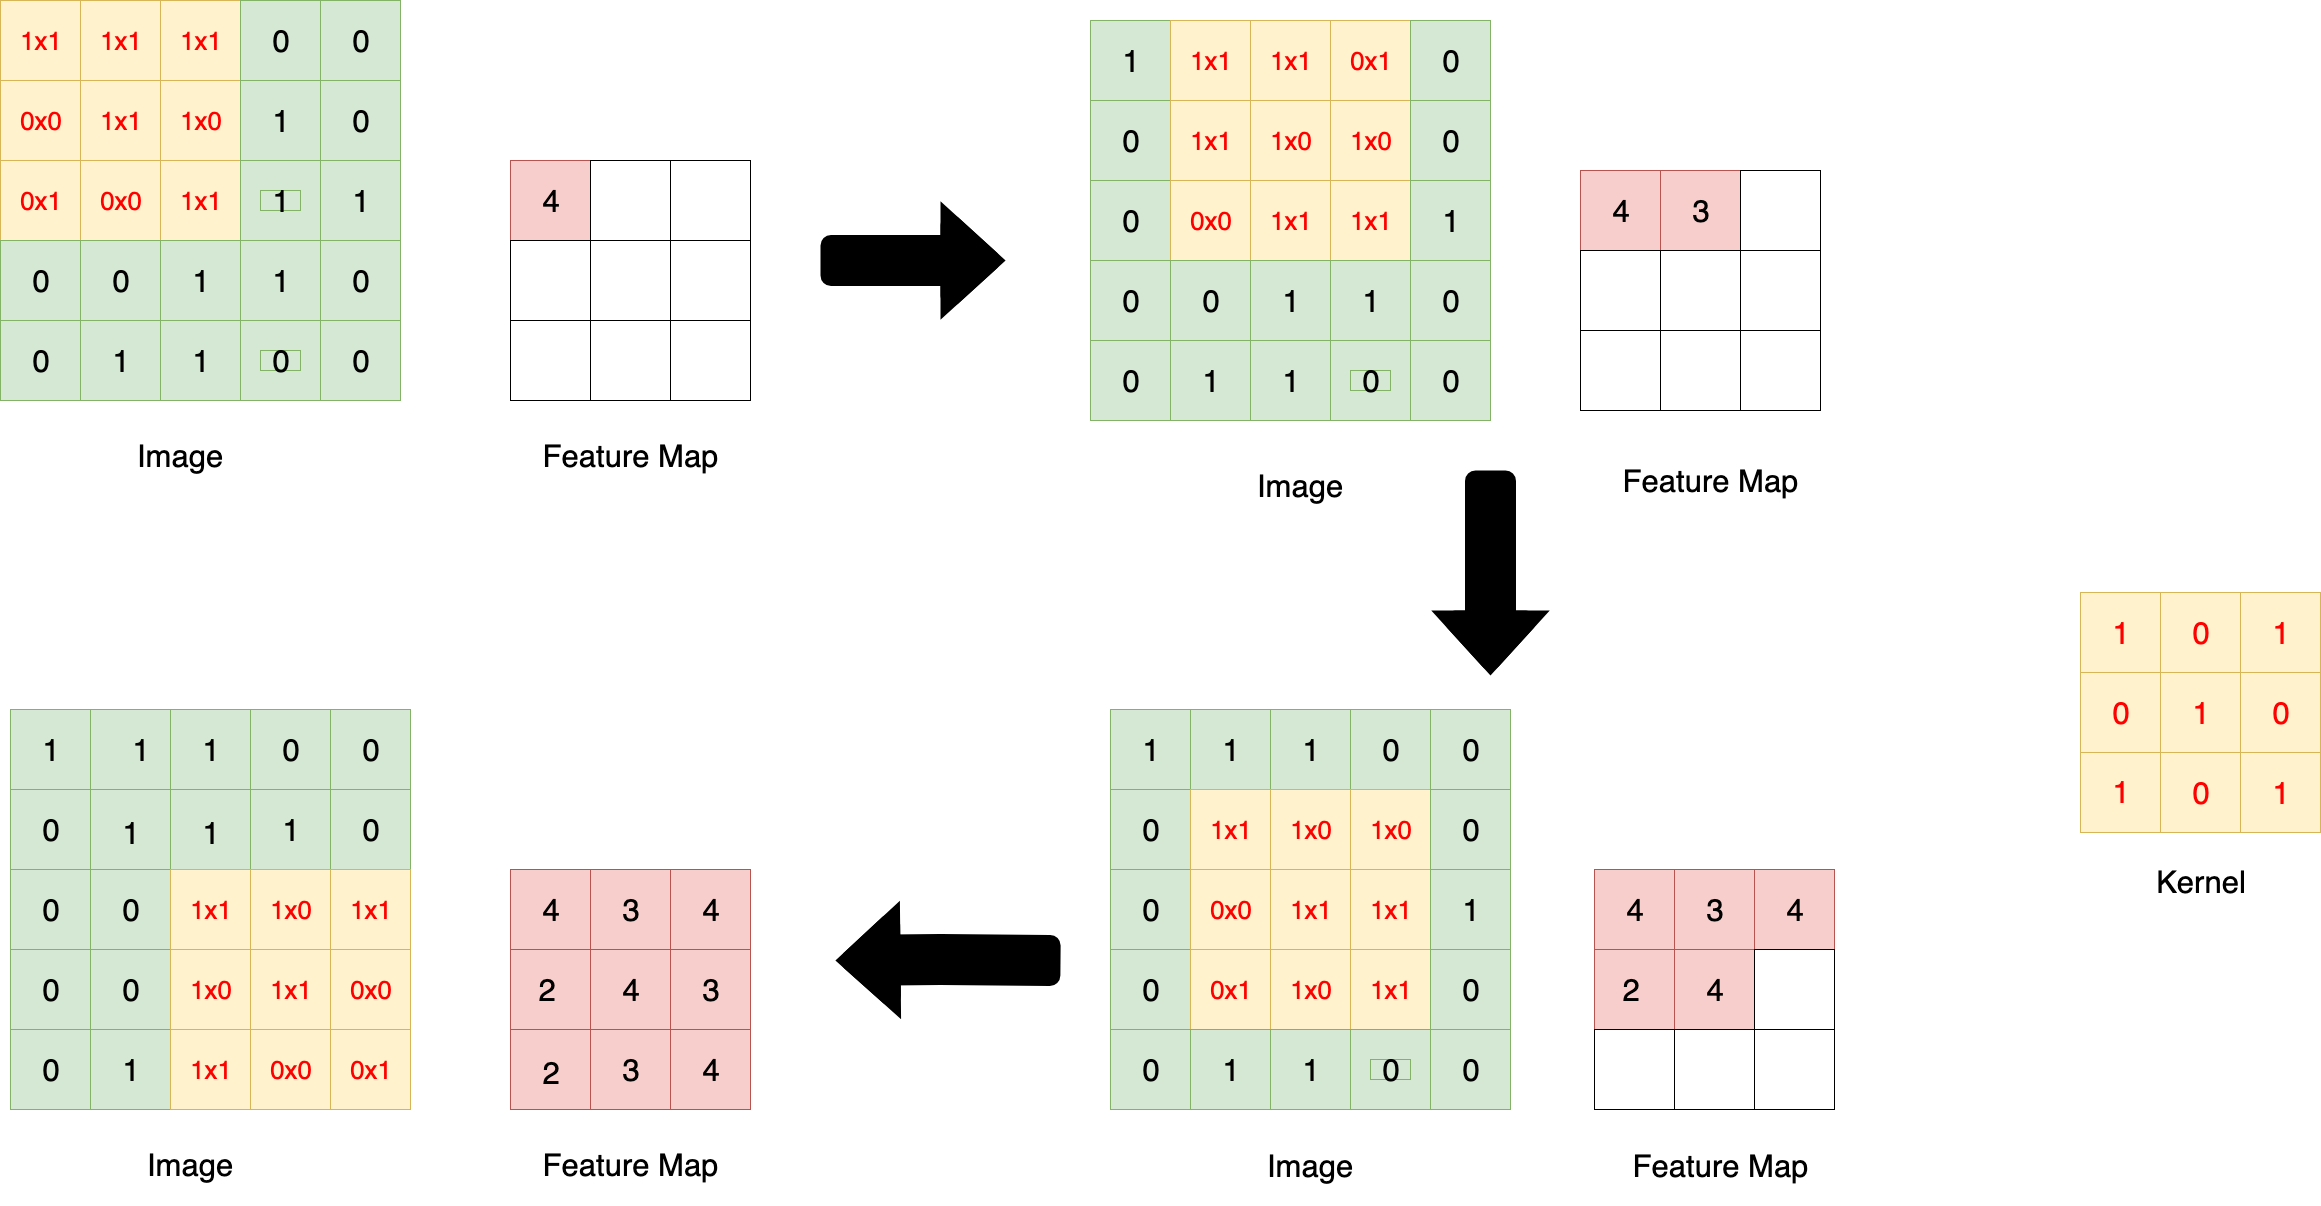 1x1 1x1 1x1 0 0
0x0 1x1 1x0 1 0
0x1 0x0 1x1 1 1
0 0 1 1 0
0 1 1 0 0
Image
4
Feature Map
1 1x1 1x1 0x1 0
0 1x1 1x0 1x0 0
0 0x0 1x1 1x1 1
0 0 1 1 0
0 1 1 0 0
Image
4 3
Feature Map
1 0 1
0 1 0
1 0 1
Kernel
1 1 1 0 0
0 1x1 1x0 1x0 0
0 0x0 1x1 1x1 1
0 0x1 1x0 1x1 0
0 1 1 0 0
Image
4 3 4
2 4
Feature Map
1 1 1 0 0
0 1 1 1 0
0 0 1x1 1x0 1x1
0 0 1x0 1x1 0x0
0 1 1x1 0x0 0x1
Image
4 3 4
2 4 3
2 3 4
Feature Map